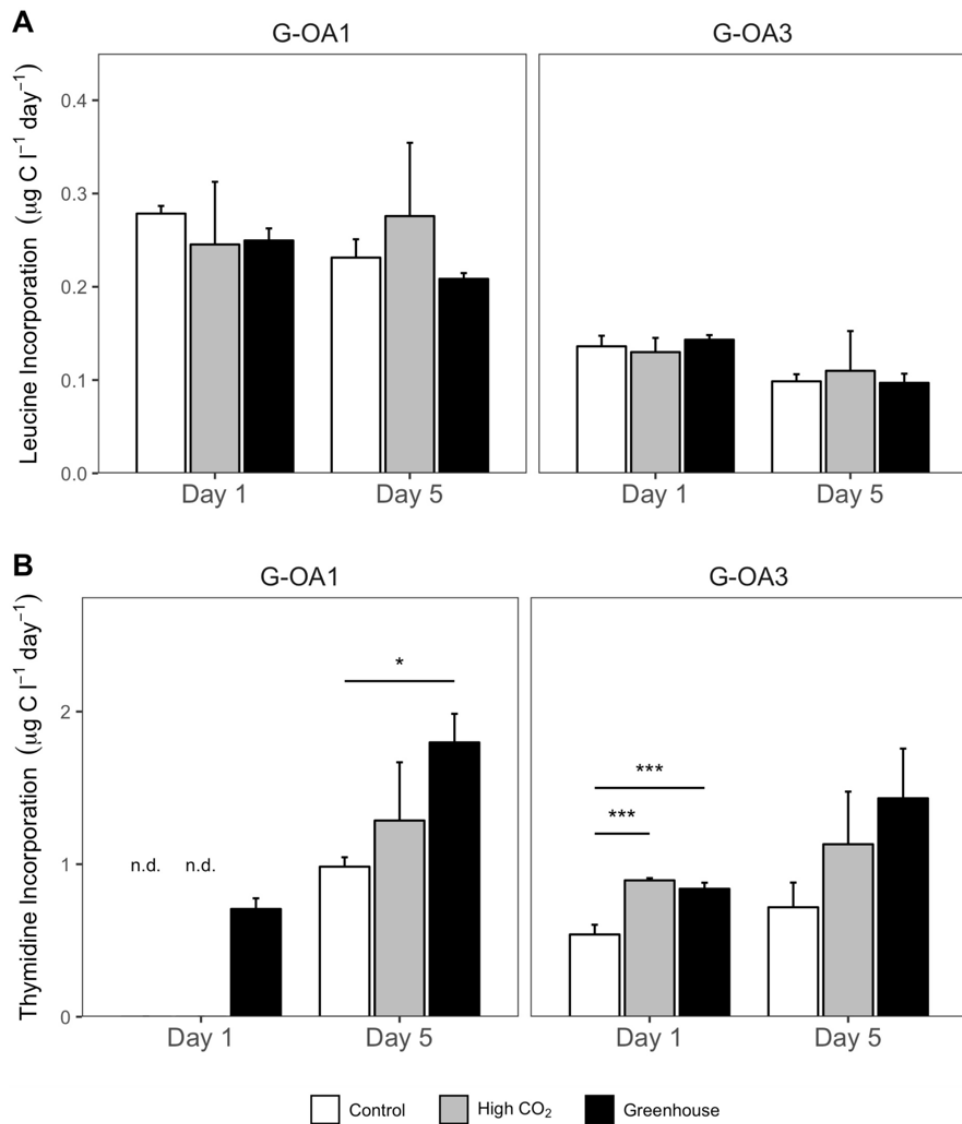 A
G-OA1
G-OA3
Leucine Incorporation (μg C l⁻¹ day⁻¹)
0.4
0.3
0.2
0.1
0.0
Day 1
Day 5
Day 1
Day 5
B
G-OA1
G-OA3
Thymidine Incorporation (μg C l⁻¹ day⁻¹)
2
1
0
*
n.d.
n.d.
***
***
Day 1
Day 5
Day 1
Day 5
Control
High CO₂
Greenhouse